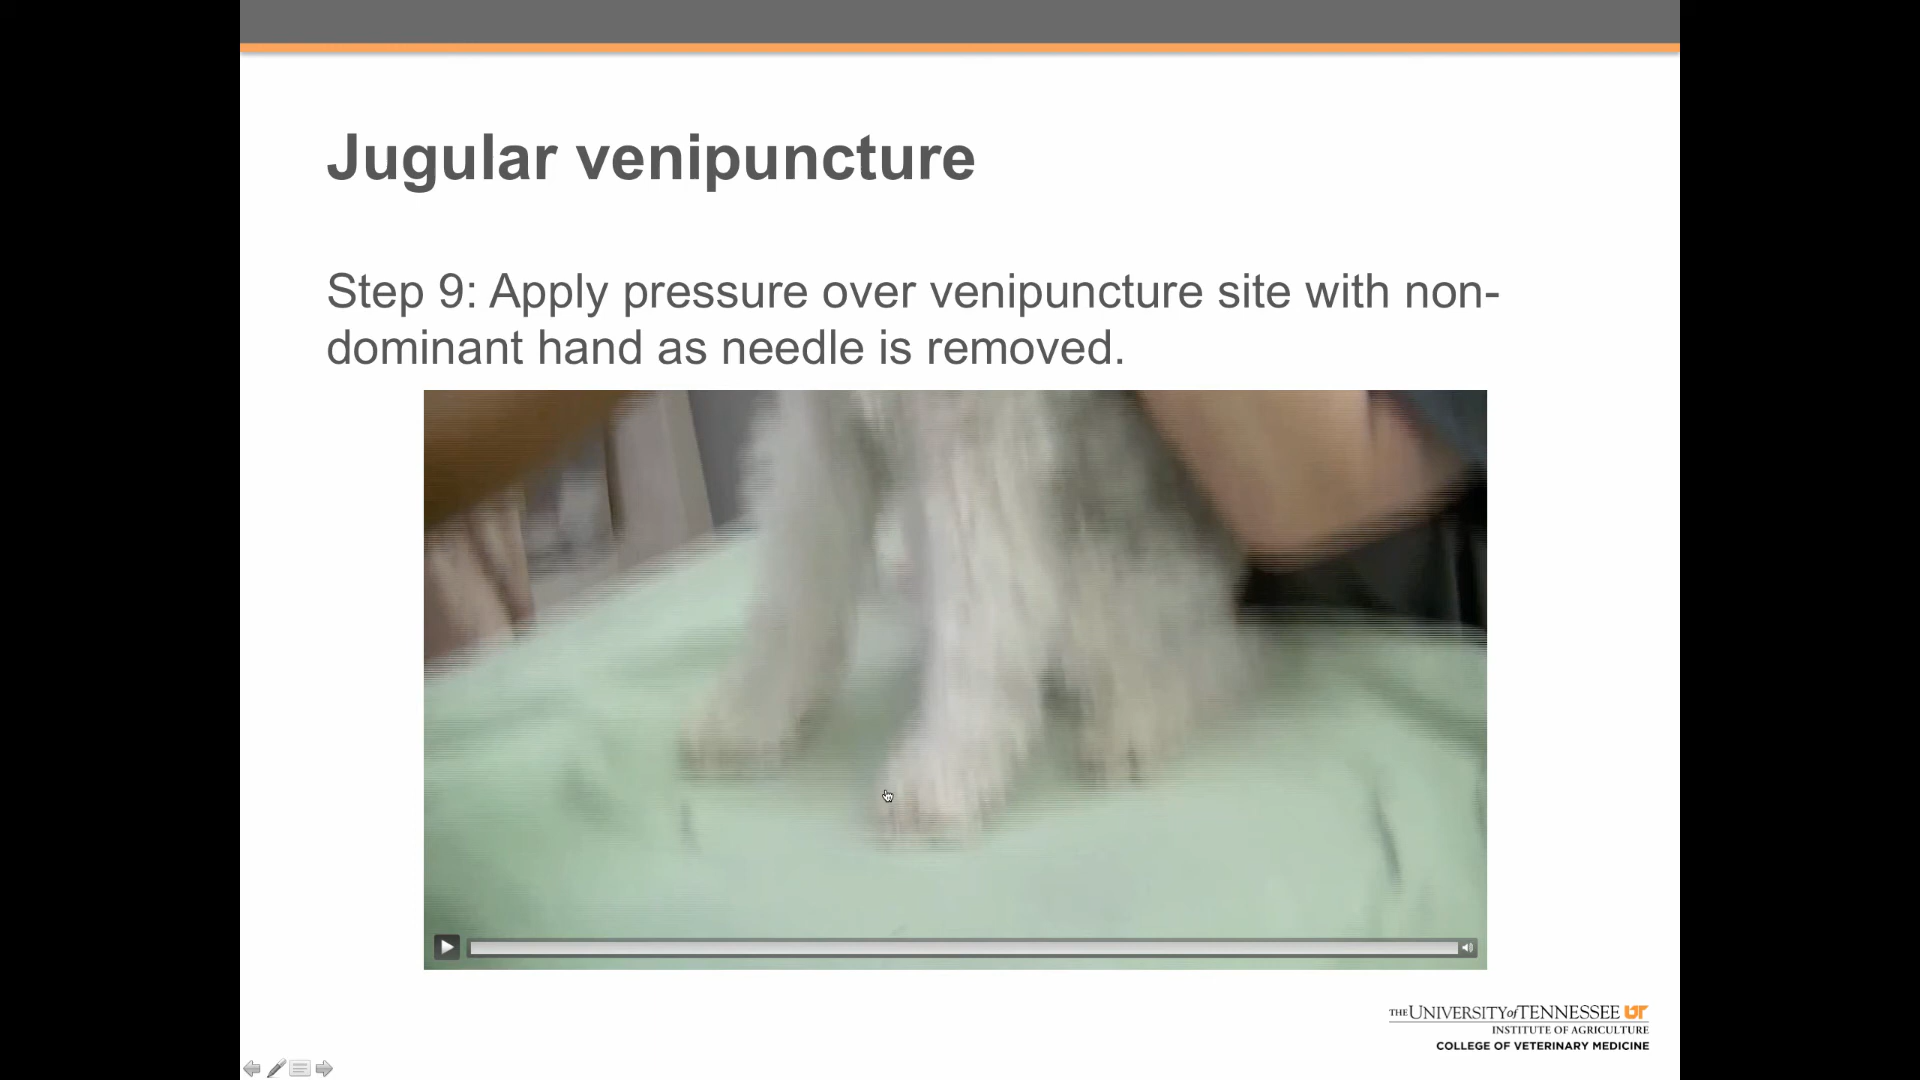 Jugular venipuncture
Step 9: Apply pressure over venipuncture site with non-
dominant hand as needle is removed.
THE UNIVERSITY of TENNESSEE UT
INSTITUTE OF AGRICULTURE
COLLEGE OF VETERINARY MEDICINE